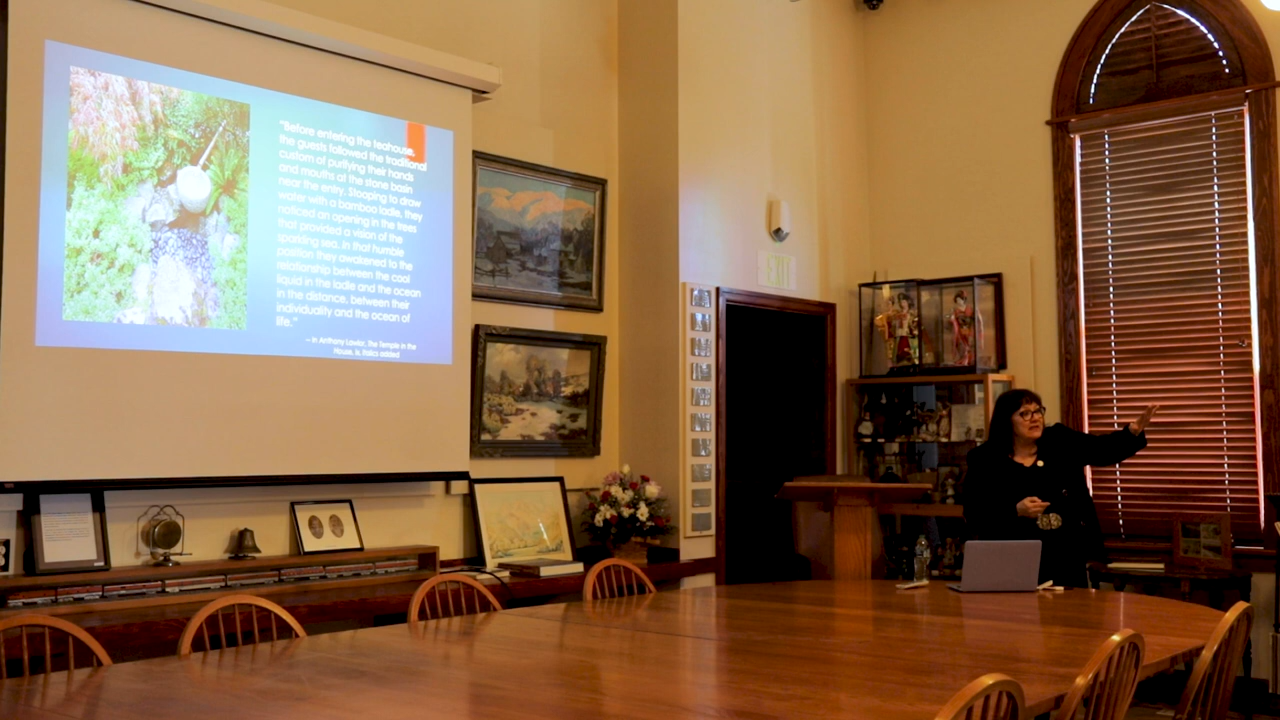 "Before entering the teahouse,
the guests followed the traditional
custom of purifying their hands
and mouths at the stone basin
near the entry. Stooping to draw
water with a bamboo ladle, they
noticed an opening in the trees
that provided a vision of the
sparkling sea. In that humble
position they awakened to the
relationship between the cool
liquid in the ladle and the ocean
in the distance, between their
individuality and the ocean of
life."
– In Anthony Lawlor, the Temple in the
House, ix, Italics added
EXIT